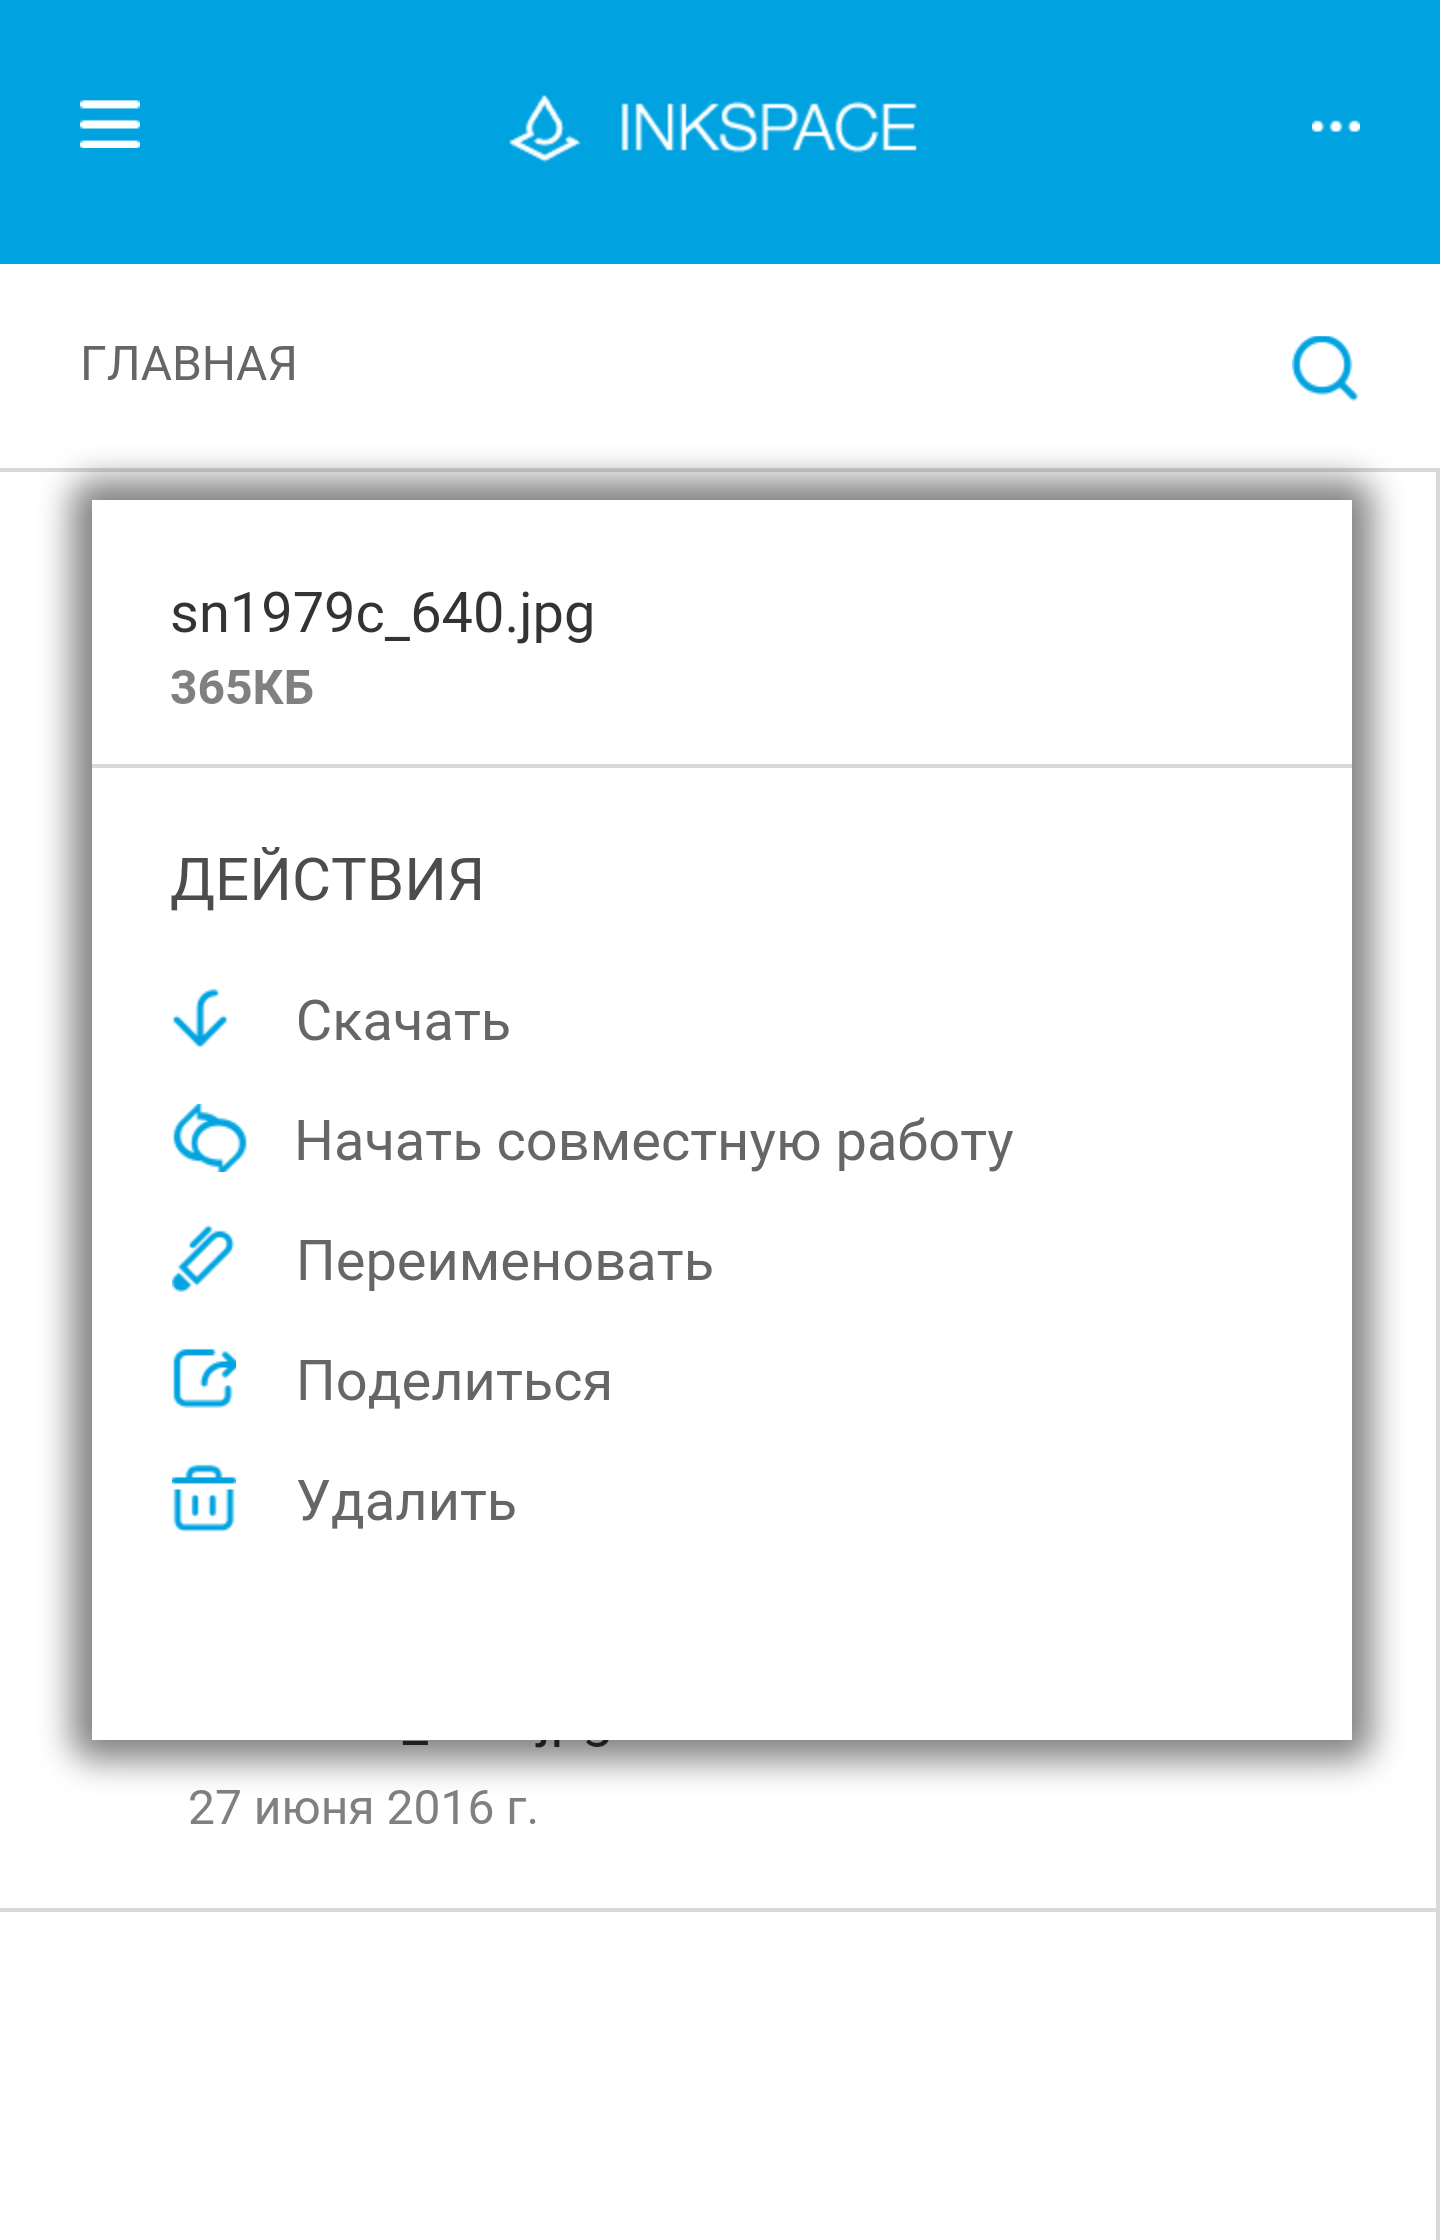 INKSPACE
ГЛАВНАЯ
sn1979c_640.jpg
365КБ
ДЕЙСТВИЯ
Скачать
Начать совместную работу
Переименовать
Поделиться
Удалить
27 июня 2016 г.